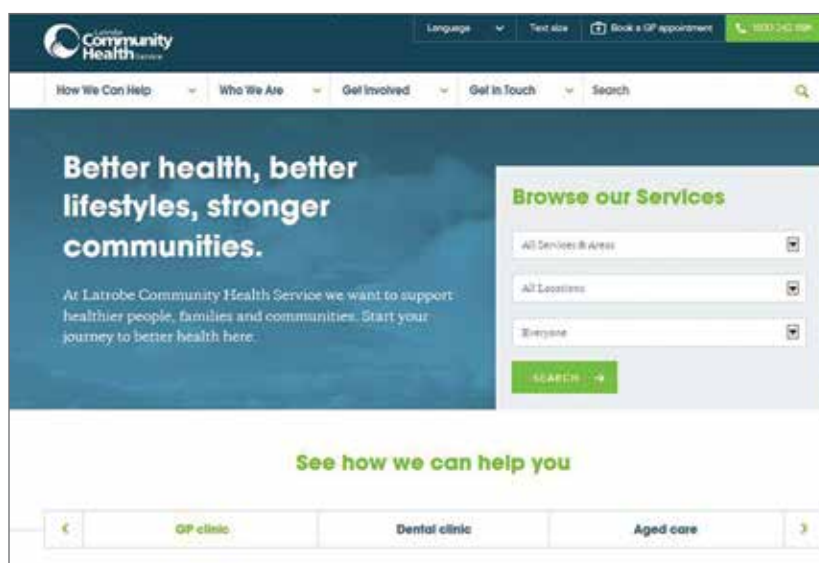 Latrobe
Community
Health Service
Language
Text size
Book a GP appointment
How We Can Help
Who We Are
Get Involved
Get In Touch
Search
Better health, better
lifestyles, stronger
communities.
At Latrobe Community Health Service we want to support
healthier people, families and communities. Start your
journey to better health here.
Browse our Services
All Services & Areas
All Locations
Everyone
SEARCH
See how we can help you
GP clinic
Dental clinic
Aged care